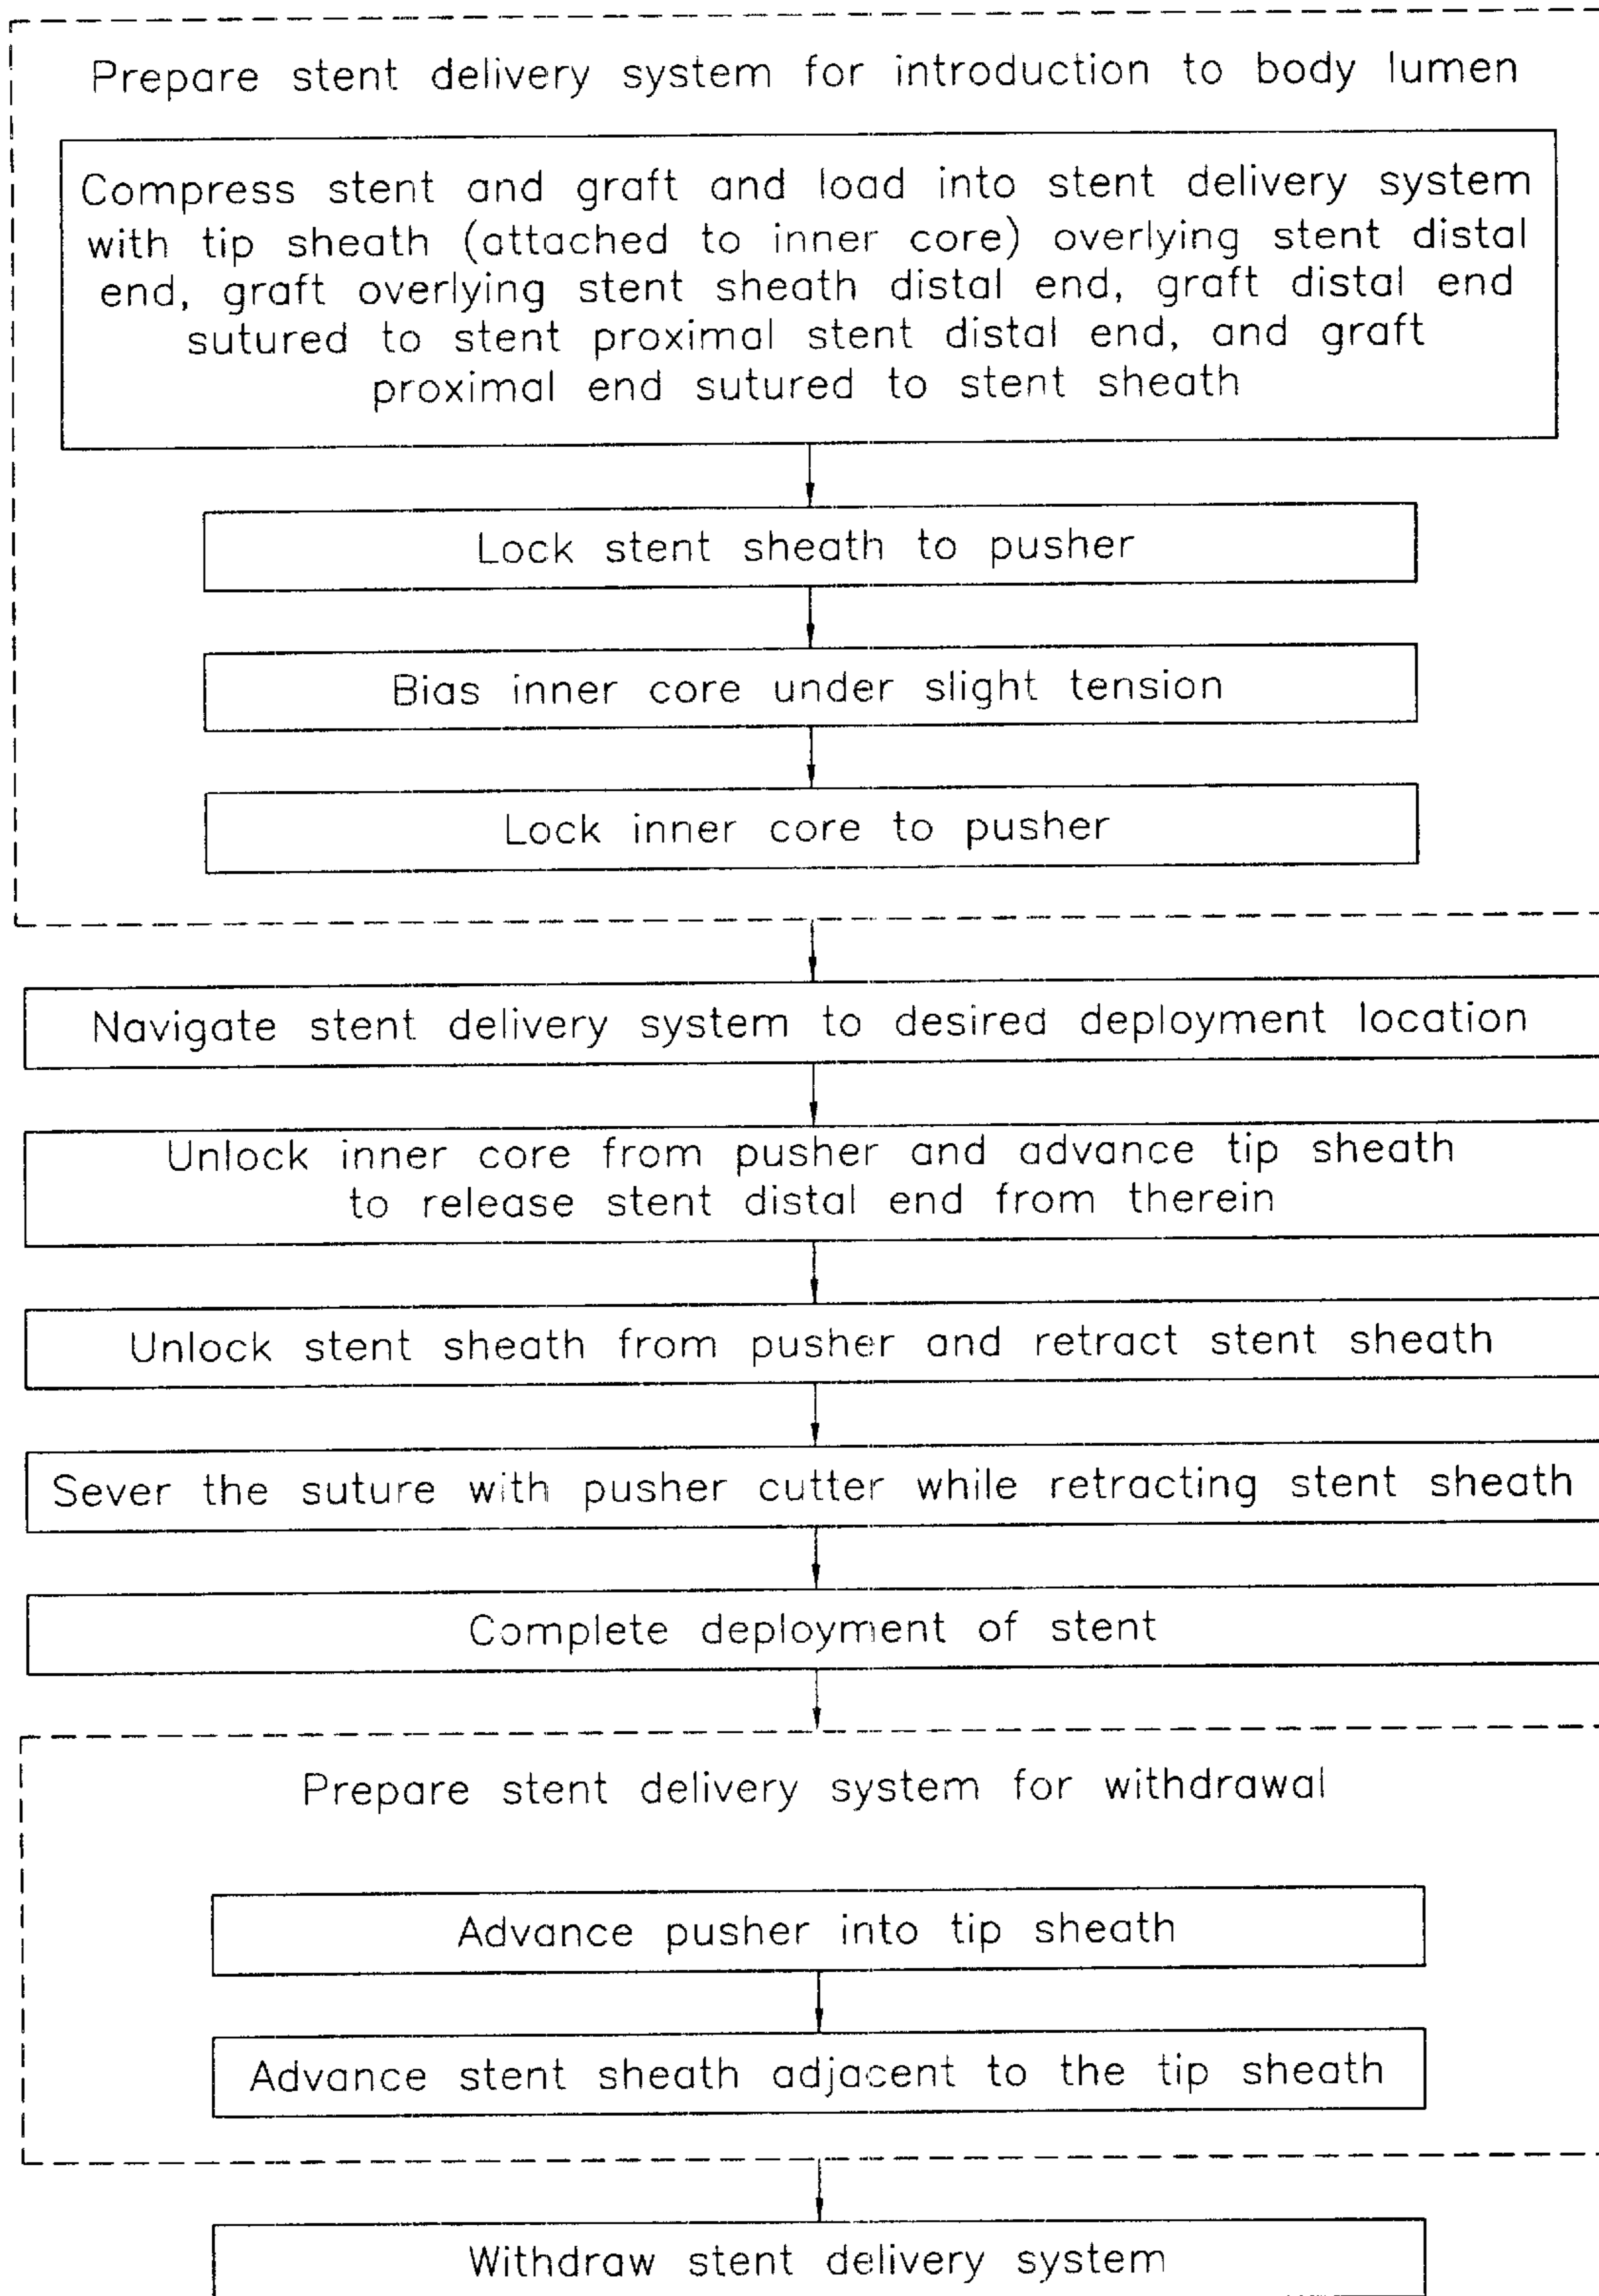 Prepare stent delivery system for introduction to body lumen
Compress stent and graft and load into stent delivery system
with tip sheath (attached to inner core) overlying stent distal
end, graft overlying stent sheath distal end, graft distal end
sutured to stent proximal stent distal end, and graft
proximal end sutured to stent sheath
Lock stent sheath to pusher
Bias inner core under slight tension
Lock inner core to pusher
Navigate stent delivery system to desired deployment location
Unlock inner core from pusher and advance tip sheath
to release stent distal end from therein
Unlock stent sheath from pusher and retract stent sheath
Sever the suture with pusher cutter while retracting stent sheath
Complete deployment of stent
Prepare stent delivery system for withdrawal
Advance pusher into tip sheath
Advance stent sheath adjacent to the tip sheath
Withdraw stent delivery system